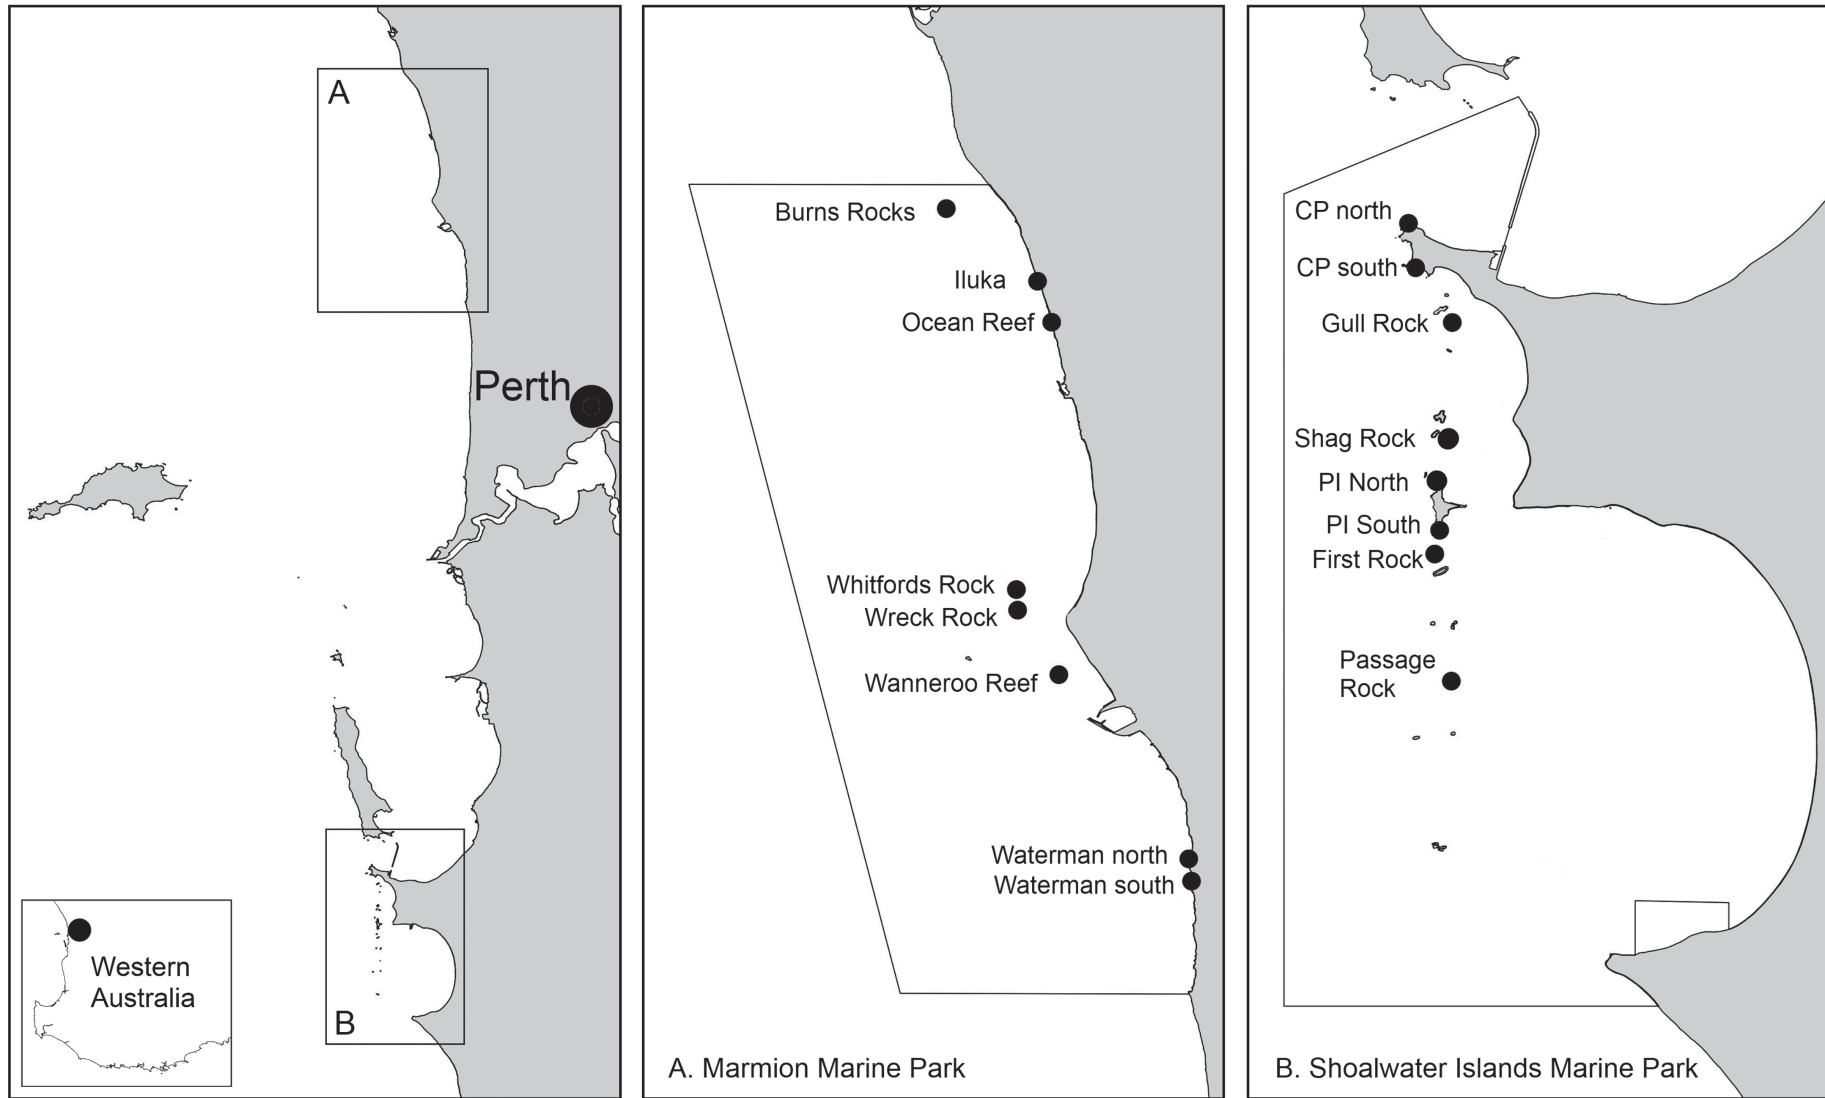 A
Perth
B
Western
Australia
Burns Rocks
Iluka
Ocean Reef
Whitfords Rock
Wreck Rock
Wanneroo Reef
Waterman north
Waterman south
A. Marmion Marine Park
CP north
CP south
Gull Rock
Shag Rock
PI North
PI South
First Rock
Passage
Rock
B. Shoalwater Islands Marine Park